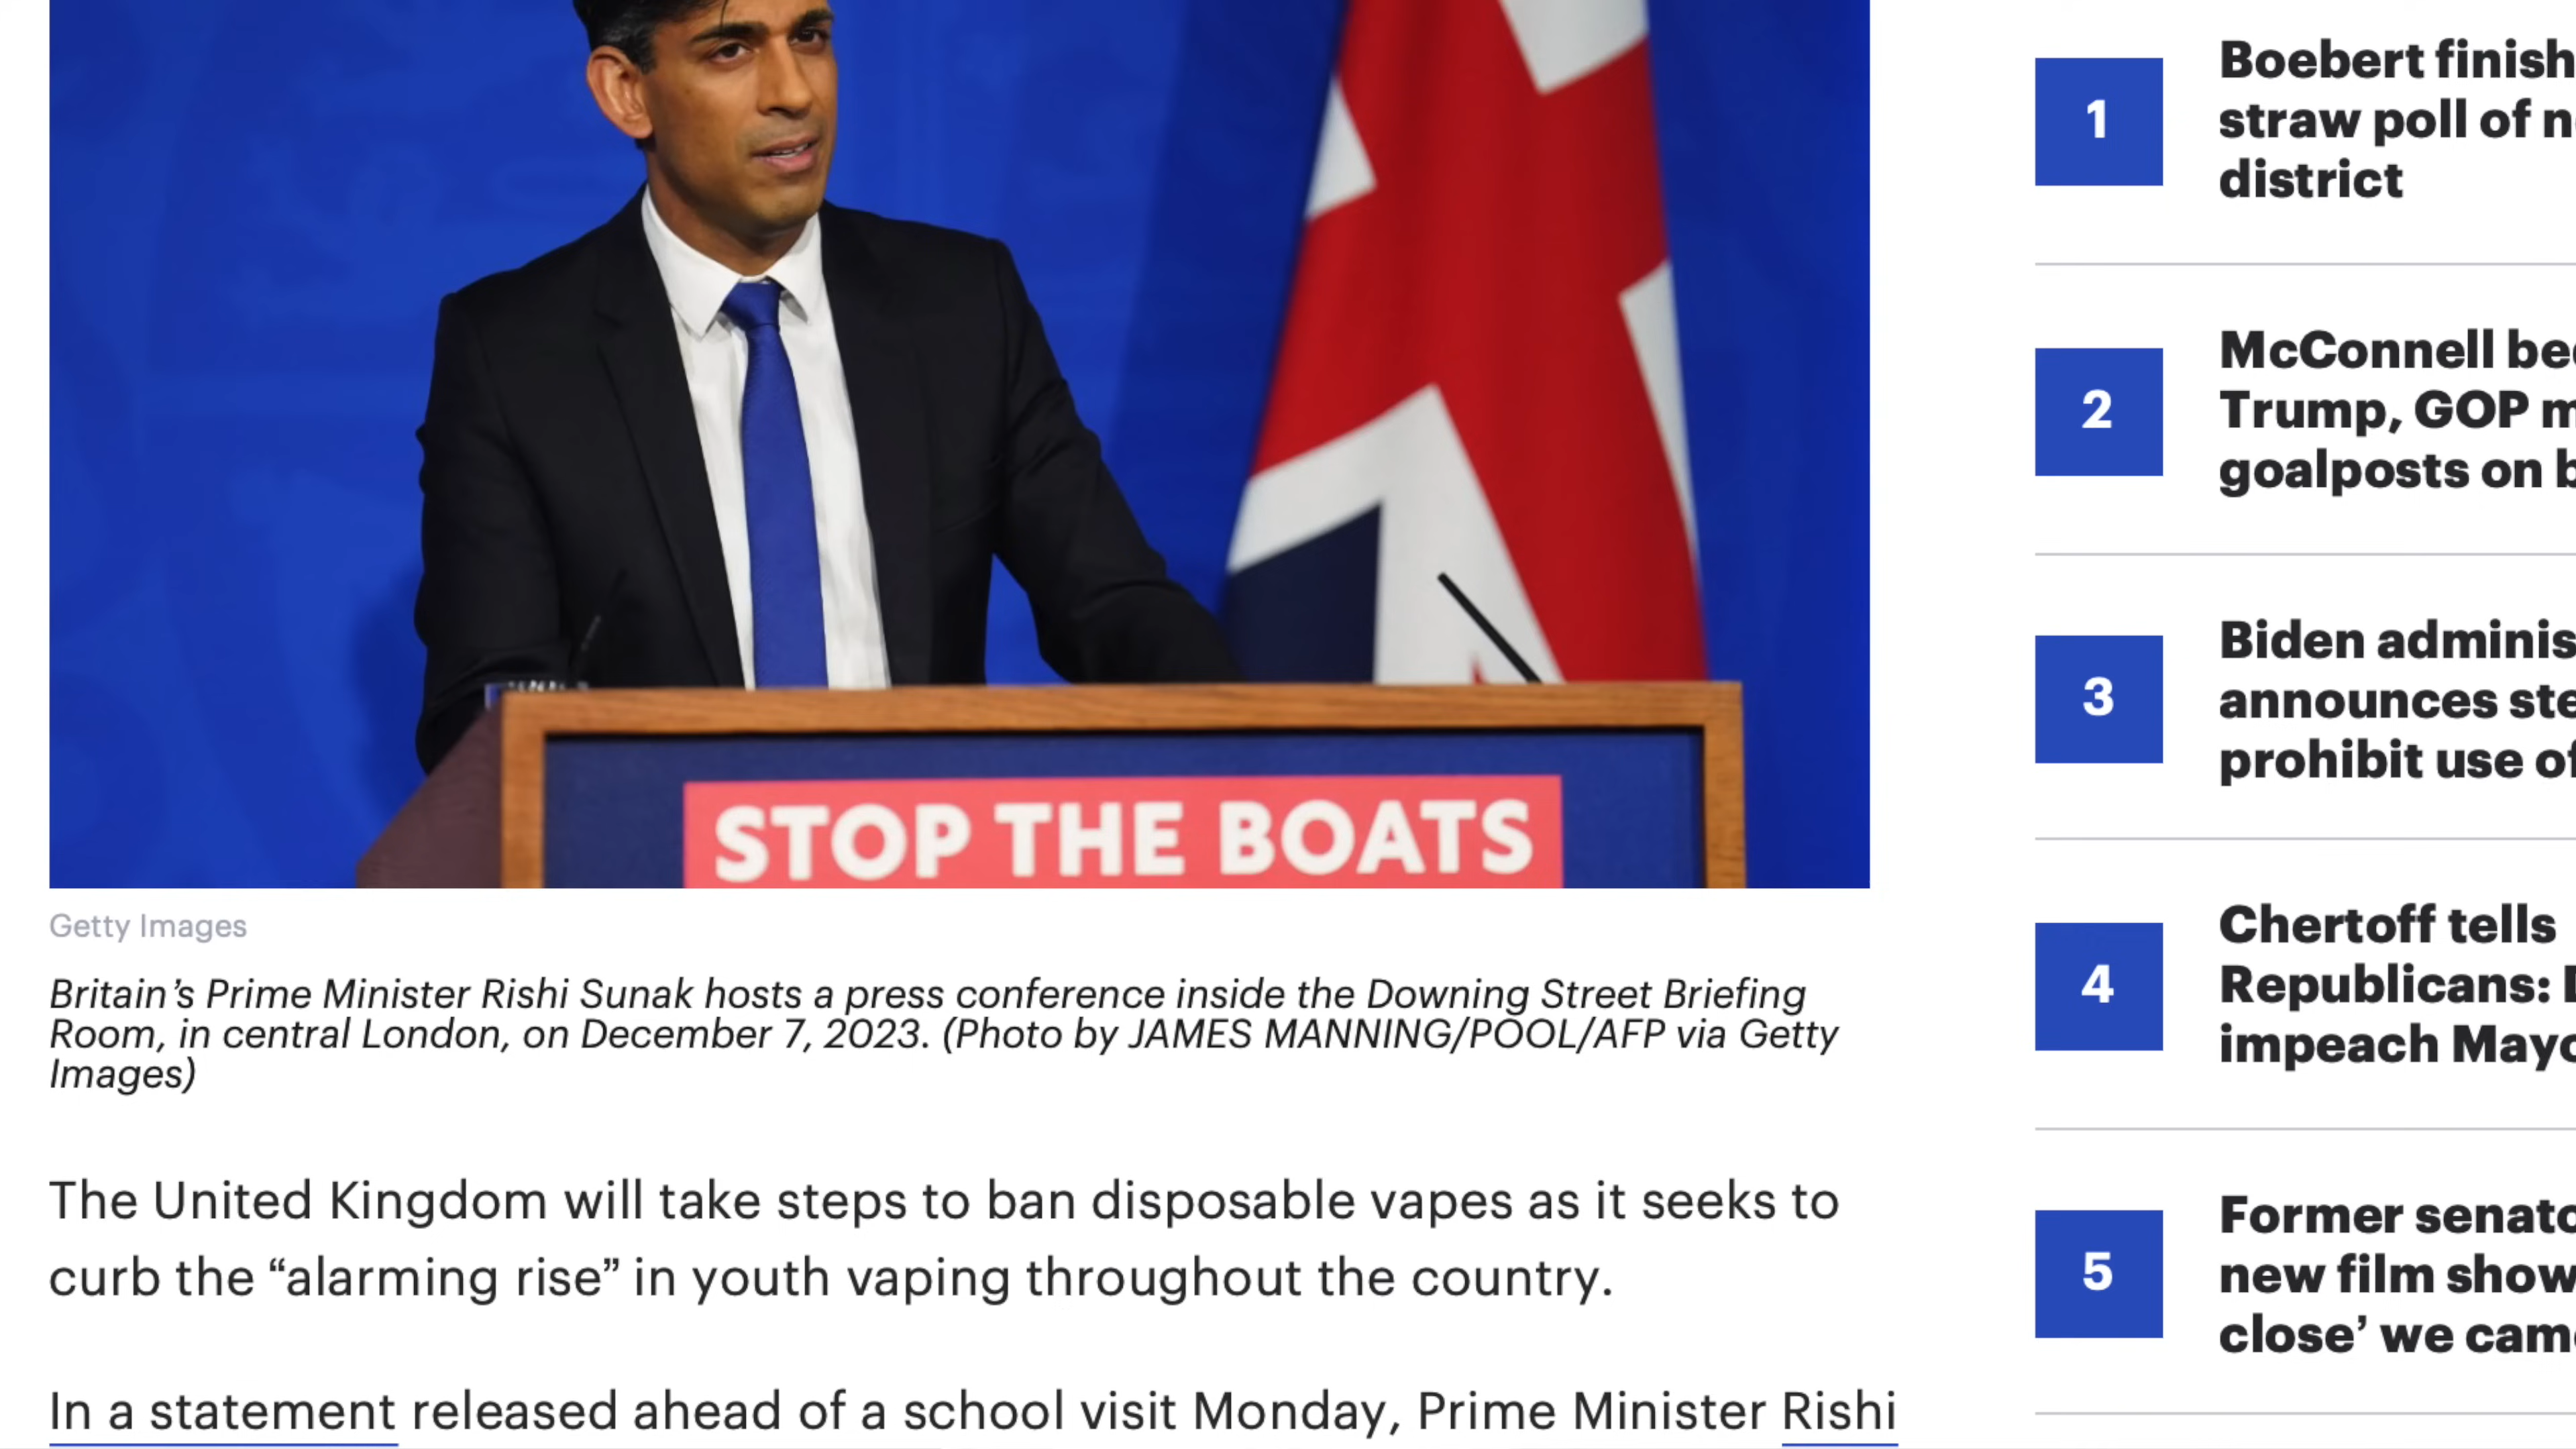 STOP THE BOATS
Getty Images
Britain’s Prime Minister Rishi Sunak hosts a press conference inside the Downing Street Briefing
Room, in central London, on December 7, 2023. (Photo by JAMES MANNING/POOL/AFP via Getty
Images)
The United Kingdom will take steps to ban disposable vapes as it seeks to
curb the “alarming rise” in youth vaping throughout the country.
In a statement released ahead of a school visit Monday, Prime Minister Rishi
1
Boebert finish
straw poll of n
district
2
McConnell be
Trump, GOP m
goalposts on b
3
Biden adminis
announces ste
prohibit use of
4
Chertoff tells
Republicans:
impeach Mayo
5
Former senato
new film show
close’ we cam